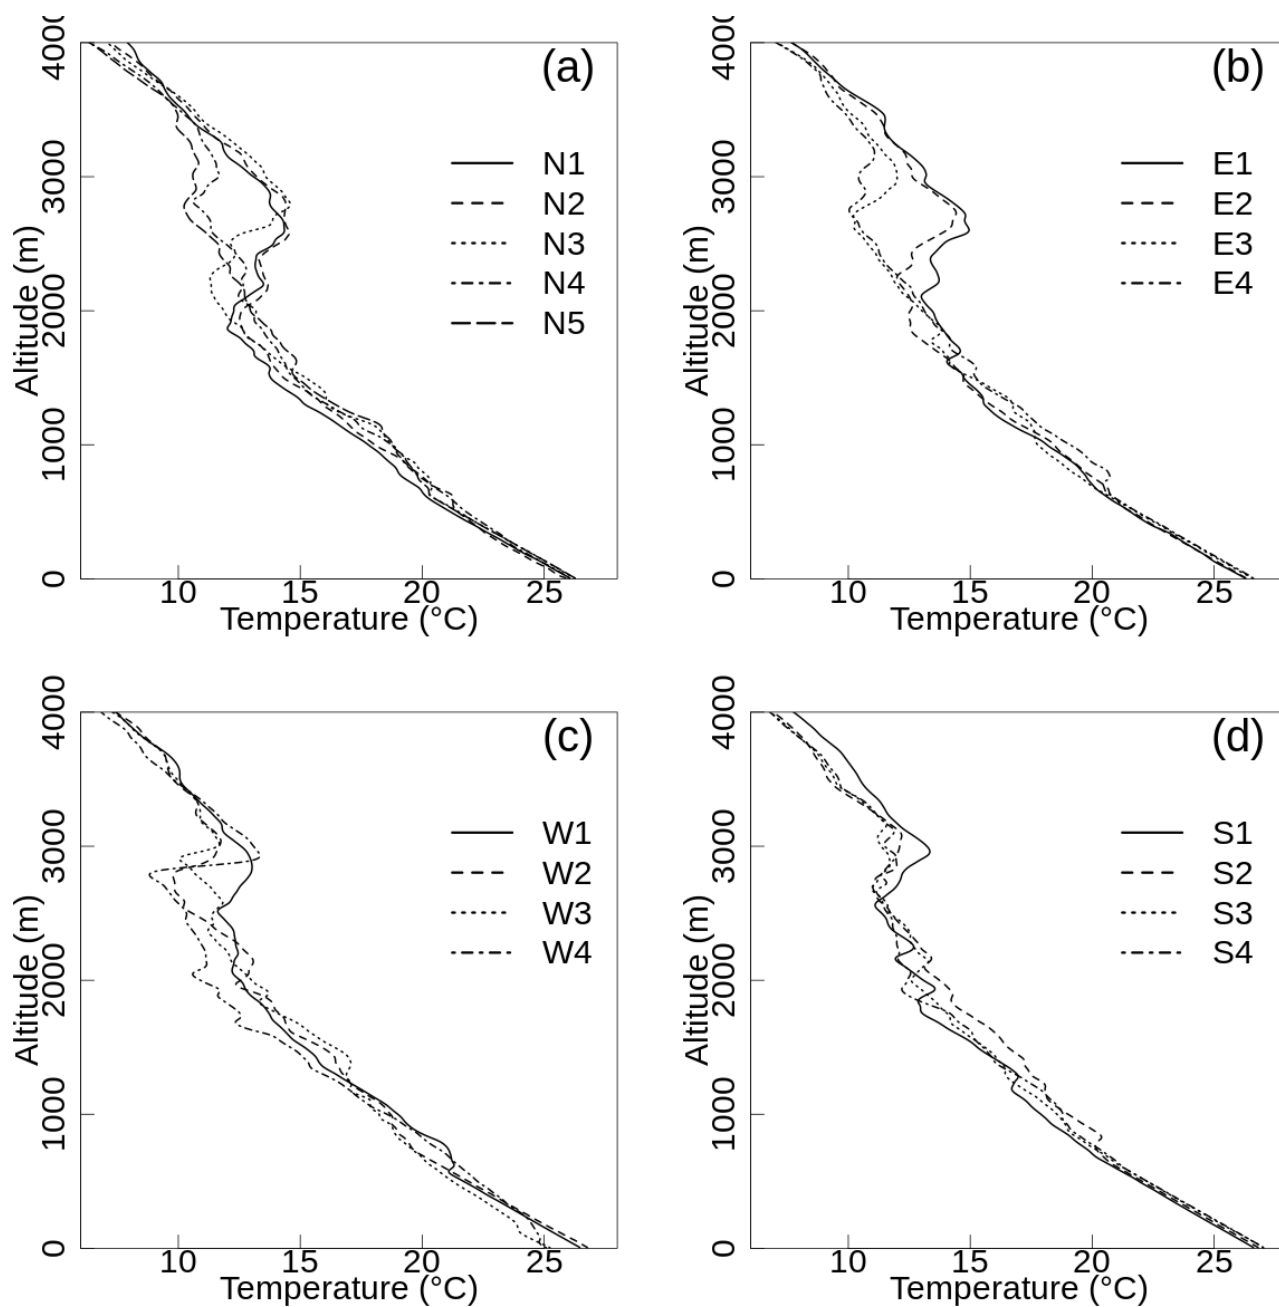 (a)
4000
3000
2000
1000
0
Altitude (m)
N1
N2
N3
N4
N5
10 15 20 25
Temperature (°C)
(b)
4000
3000
2000
1000
0
Altitude (m)
E1
E2
E3
E4
10 15 20 25
Temperature (°C)
(c)
4000
3000
2000
1000
0
Altitude (m)
W1
W2
W3
W4
10 15 20 25
Temperature (°C)
(d)
4000
3000
2000
1000
0
Altitude (m)
S1
S2
S3
S4
10 15 20 25
Temperature (°C)